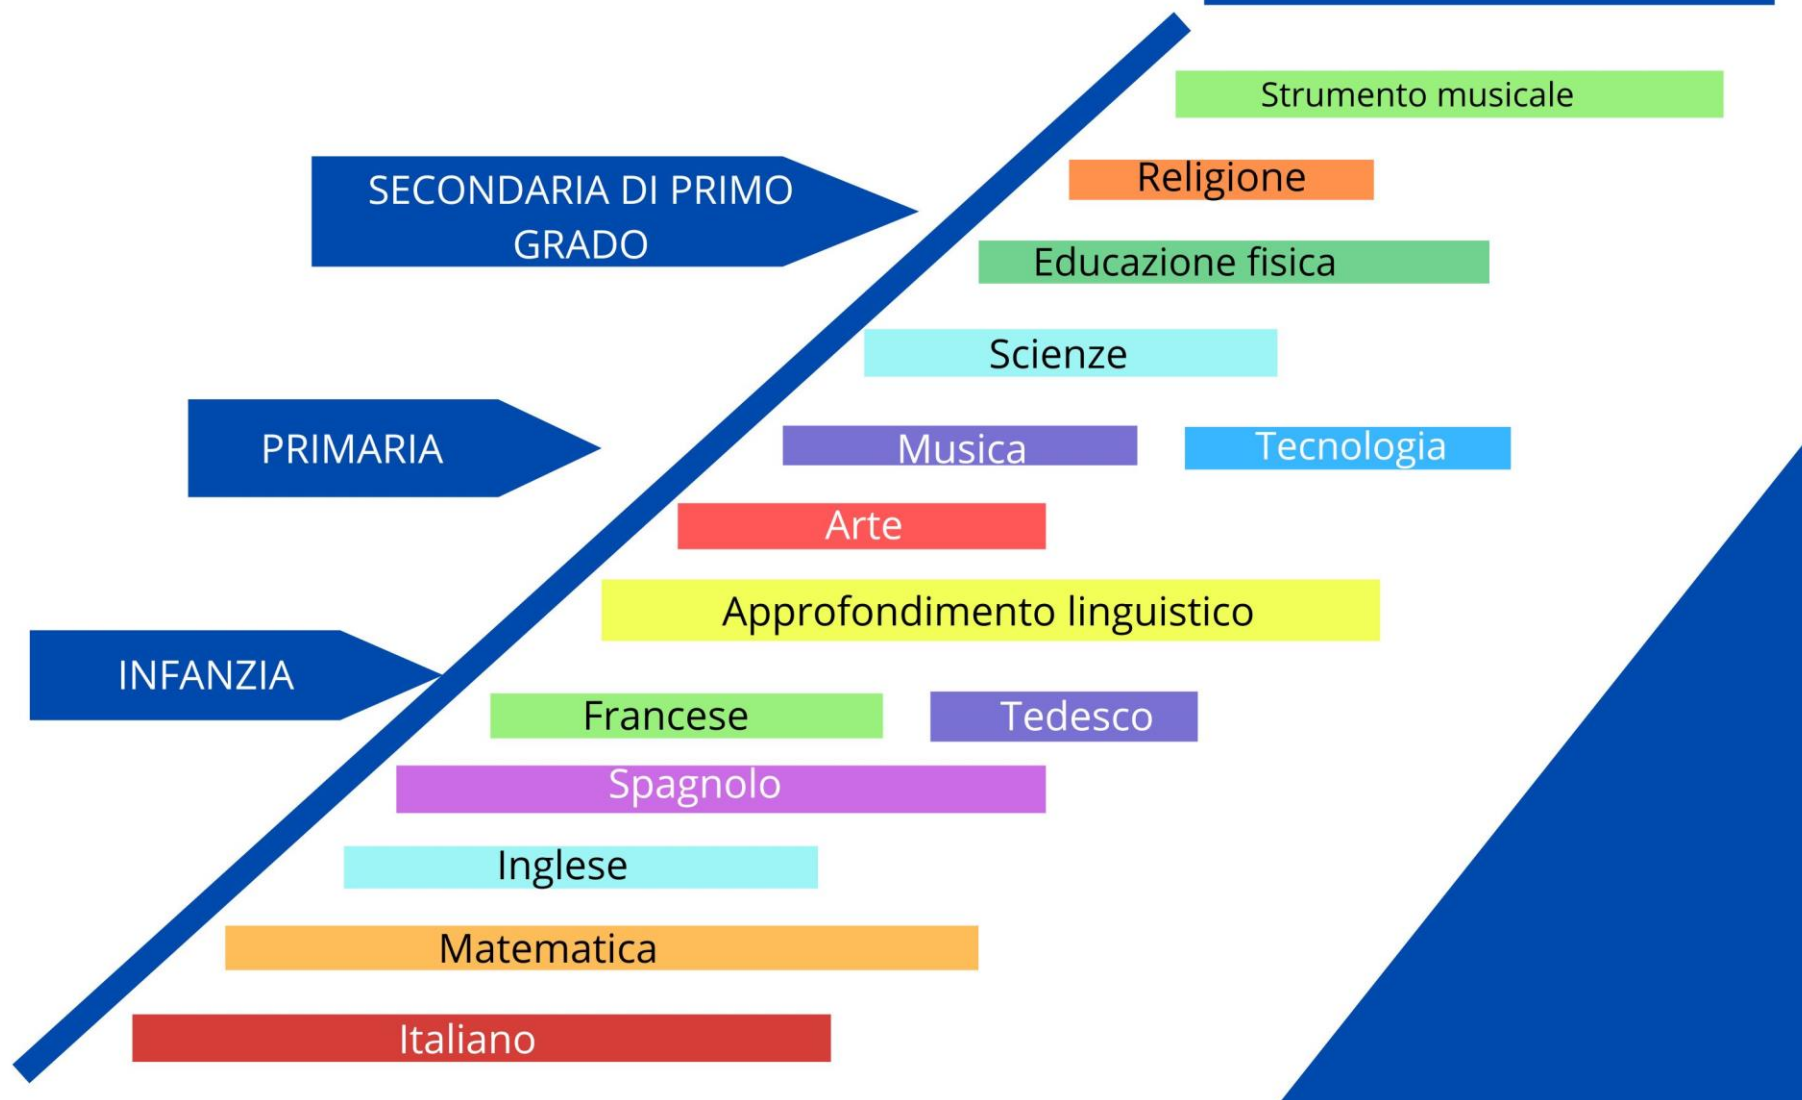 Strumento musicale
SECONDARIA DI PRIMO
GRADO
Religione
Educazione fisica
Scienze
PRIMARIA
Musica
Tecnologia
Arte
Approfondimento linguistico
INFANZIA
Francese
Tedesco
Spagnolo
Inglese
Matematica
Italiano